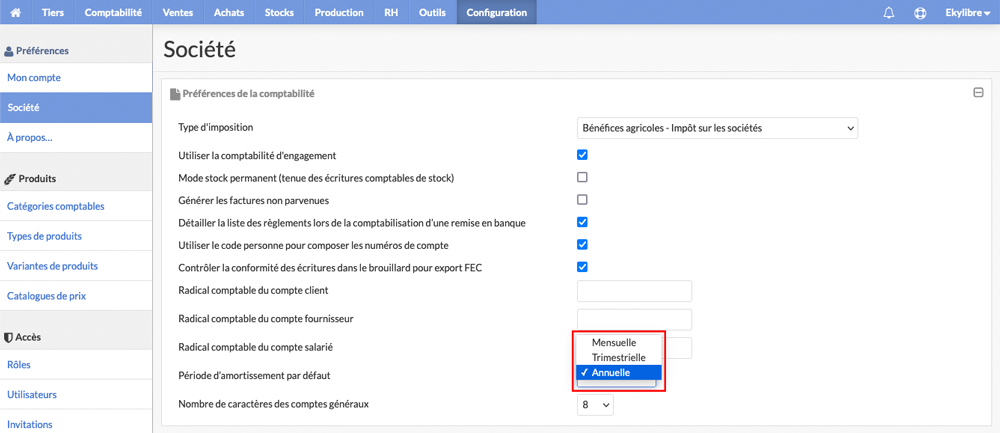 Tiers Comptabilité Ventes Achats Stocks Production RH Outils Configuration Ekylibre
Préférences
Mon compte
Société
À propos...
Produits
Catégories comptables
Types de produits
Variantes de produits
Catalogues de prix
Accès
Rôles
Utilisateurs
Invitations
Société
Préférences de la comptabilité
Type d'imposition Bénéfices agricoles - Impôt sur les sociétés
Utiliser la comptabilité d'engagement
Mode stock permanent (tenue des écritures comptables de stock)
Générer les factures non parvenues
Détailler la liste des règlements lors de la comptabilisation d'une remise en banque
Utiliser le code personne pour composer les numéros de compte
Contrôler la conformité des écritures dans le brouillard pour export FEC
Radical comptable du compte client
Radical comptable du compte fournisseur
Radical comptable du compte salarié
Période d'amortissement par défaut
Mensuelle
Trimestrielle
✓ Annuelle
Nombre de caractères des comptes généraux 8